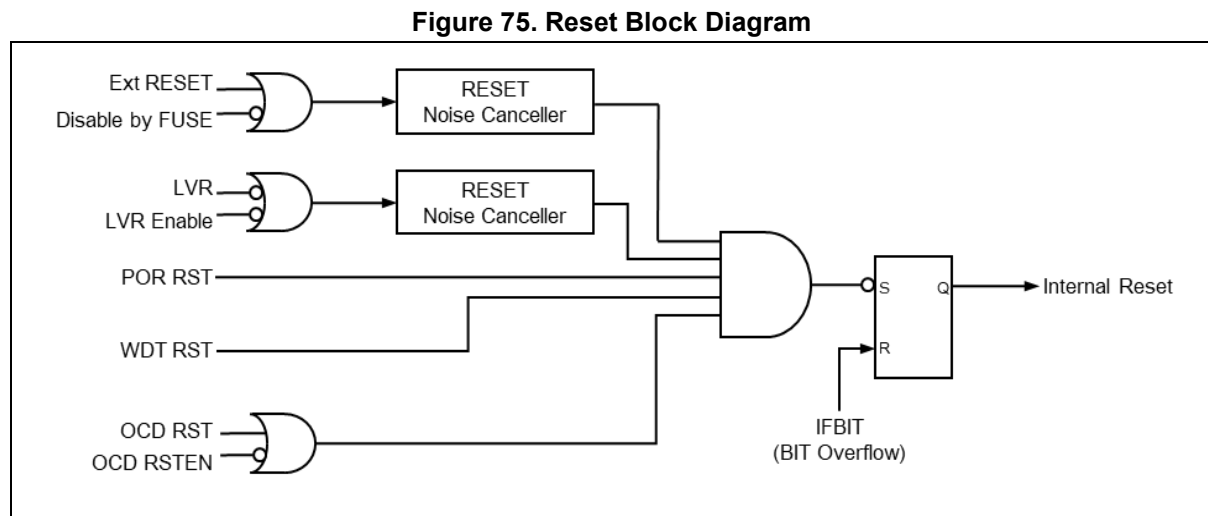 Figure 75. Reset Block Diagram
Ext RESET
Disable by FUSE
RESET
Noise Canceller
LVR
LVR Enable
RESET
Noise Canceller
POR RST
WDT RST
OCD RST
OCD RSTEN
S
Q
R
Internal Reset
IFBIT
(BIT Overflow)